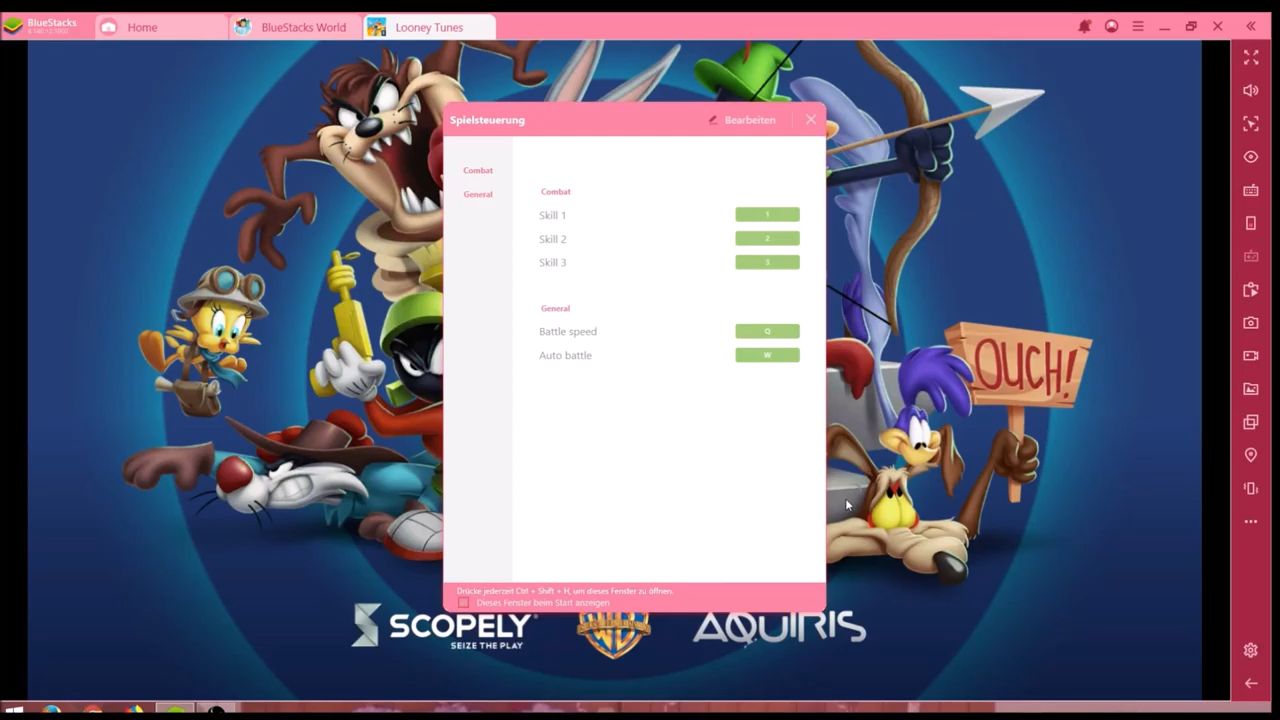 BlueStacks
Home
BlueStacks World
Looney Tunes
Spielsteuerung
Bearbeiten
Combat
General
Combat
Skill 1
1
Skill 2
2
Skill 3
3
General
Battle speed
Q
Auto battle
W
Drücke jederzeit Ctrl + Shift + H, um dieses Fenster zu öffnen.
Dieses Fenster beim Start anzeigen
OUCH!
SCOPELY
SEIZE THE PLAY
WB
AQUIRIS